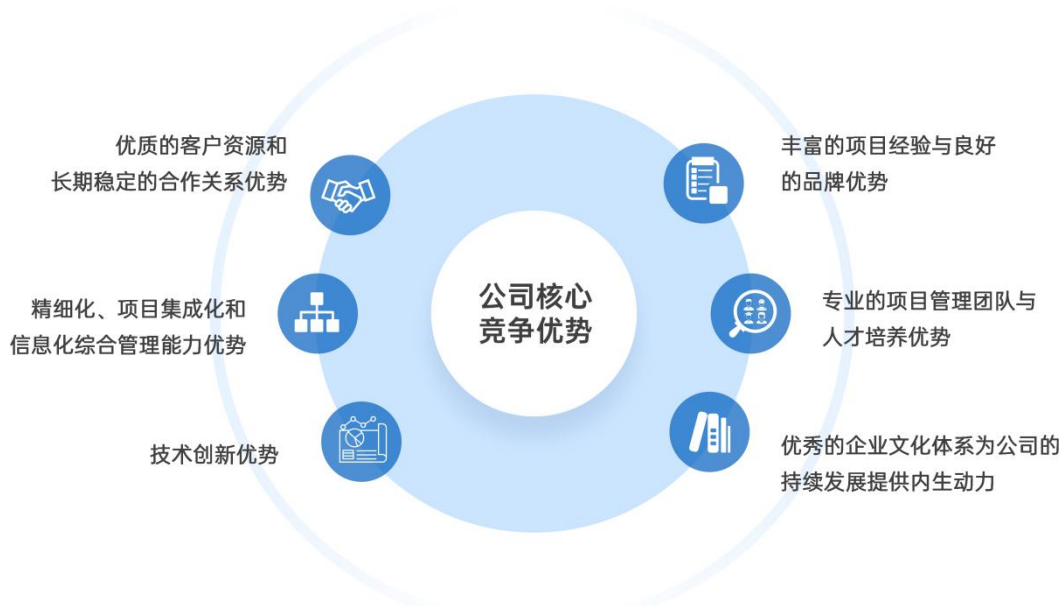 公司核心
竞争优势
优质的客户资源和
长期稳定的合作关系优势
精细化、项目集成化和
信息化综合管理能力优势
技术创新优势
丰富的项目经验与良好
的品牌优势
专业的项目管理团队与
人才培养优势
优秀的企业文化体系为公司的
持续发展提供内生动力